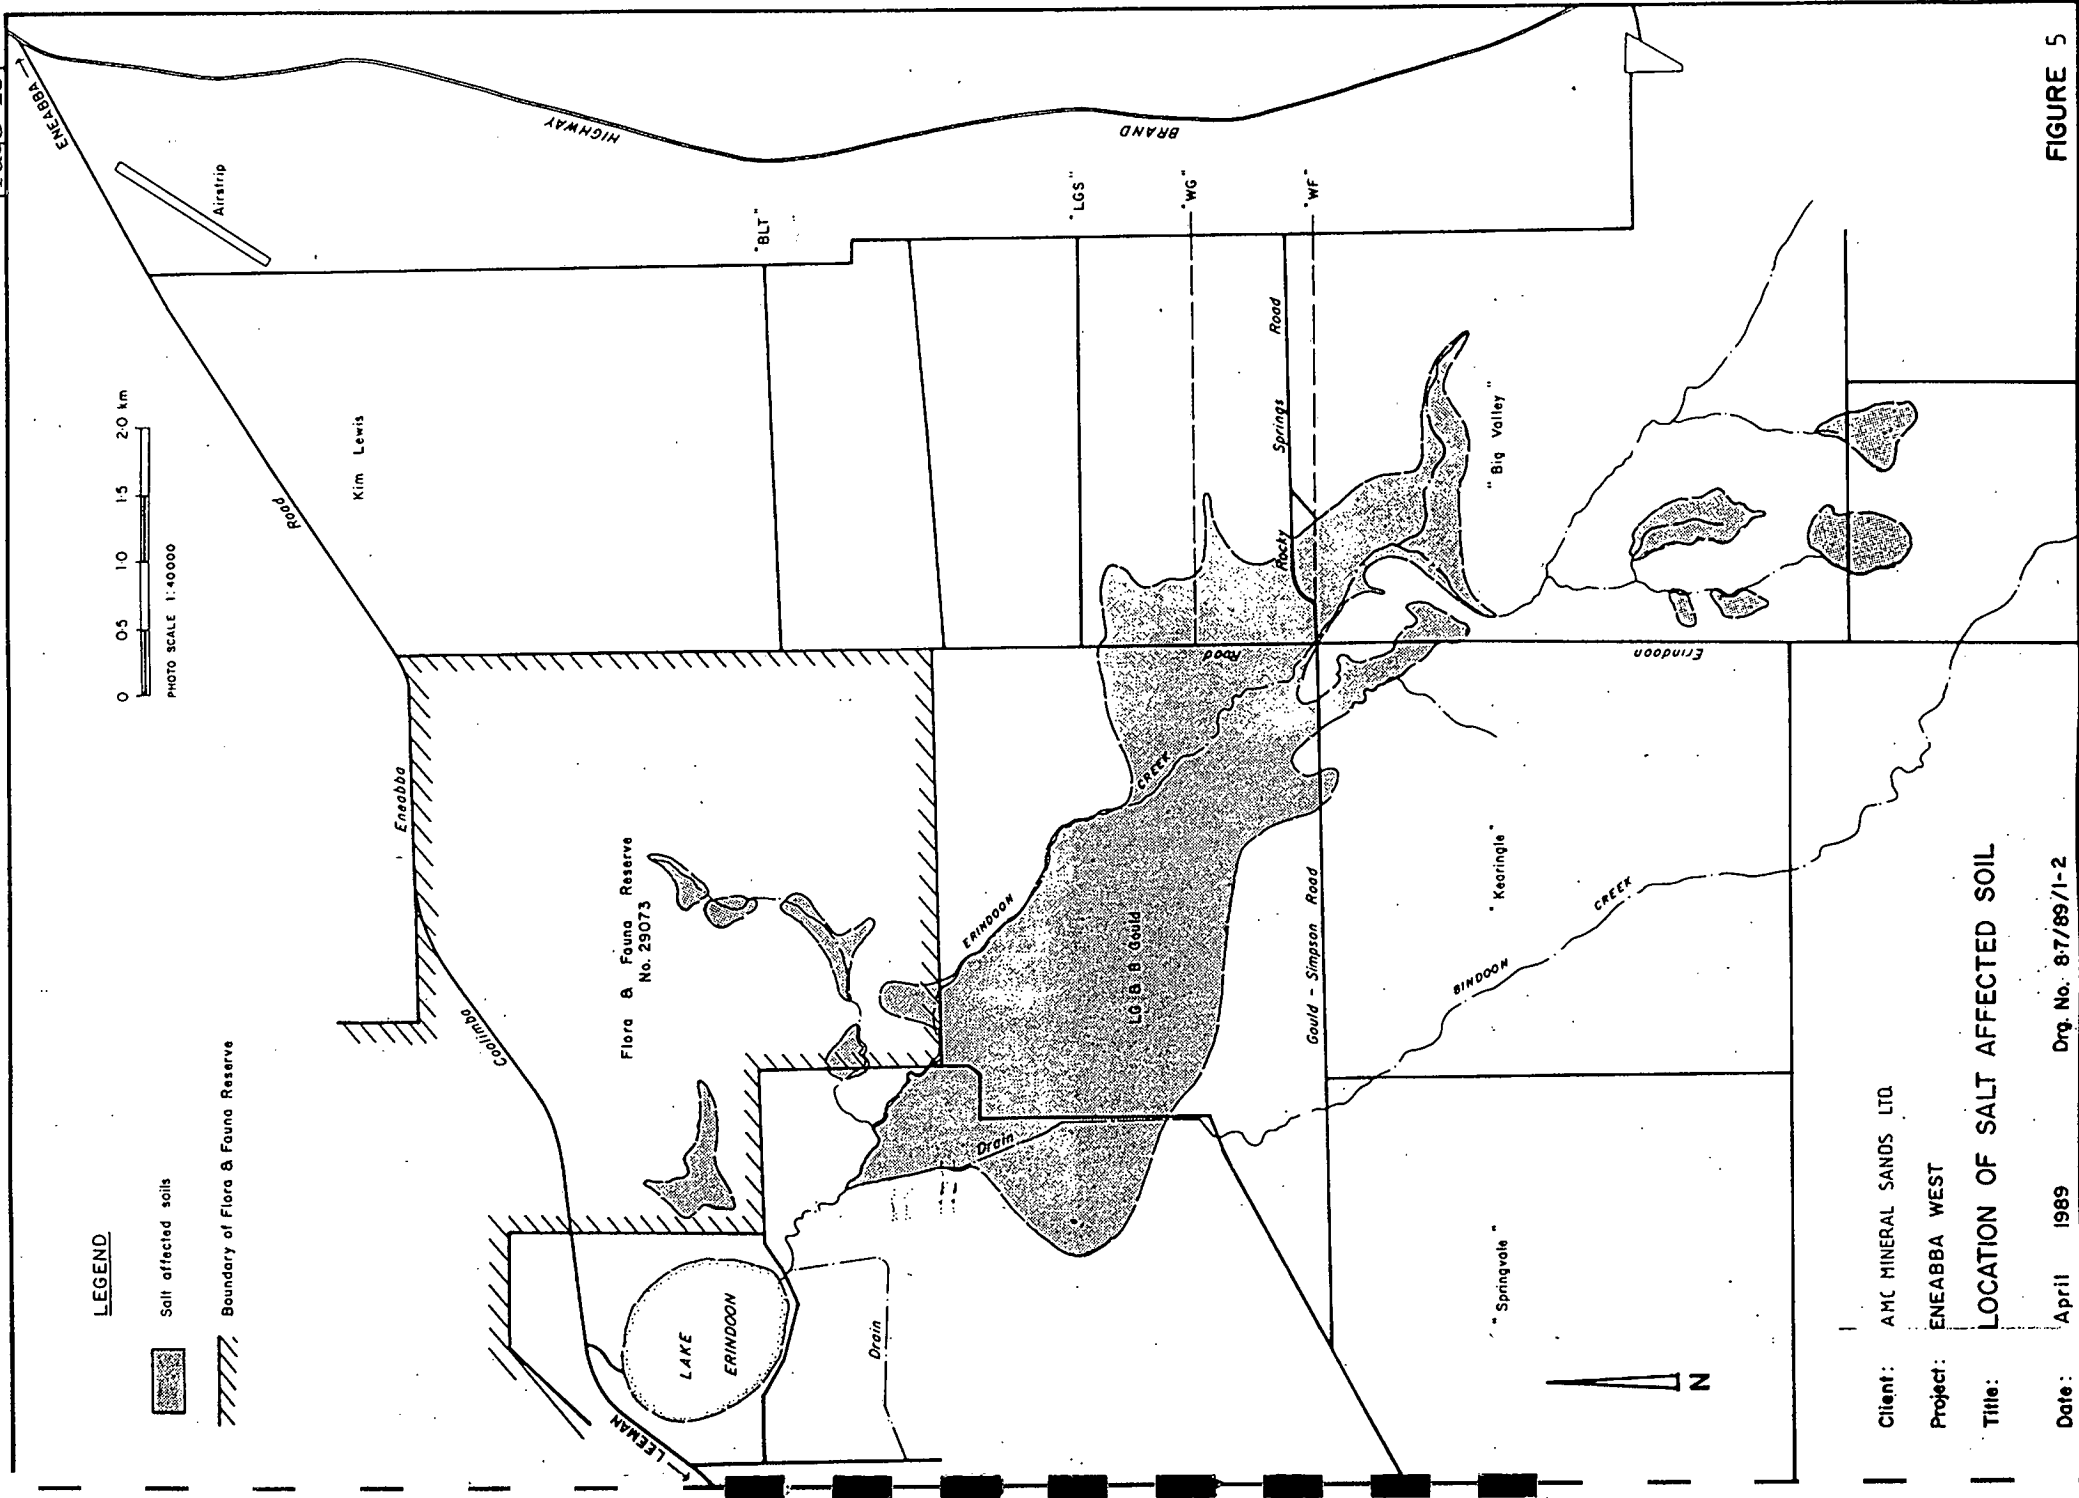 LEGEND
Salt affected soils
Boundary of Flora & Fauna Reserve
0 0·5 1·0 1·5 2·0 km
PHOTO SCALE 1:40000
ENEABBA
Airstrip
HIGHWAY
BRAND
Road
Kim Lewis
Eneabba
Coolimba
LEEMAN
LAKE
ERINDOON
Flora & Fauna Reserve
No. 29073
"BLT"
"LGS"
"WG"
"WF"
Rocky Springs Road
"Big Valley"
Road
Erindoon
ERINDOON
CREEK
LG & B Gould
Drain
Drain
Gould - Simpson Road
"Kearingle"
BINDOON
CREEK
"Springvale"
N
Client: AMC MINERAL SANDS LTD.
Project: ENEABBA WEST
Title: LOCATION OF SALT AFFECTED SOIL
Date: April 1989 Drg. No. 8·7/89/1-2
FIGURE 5